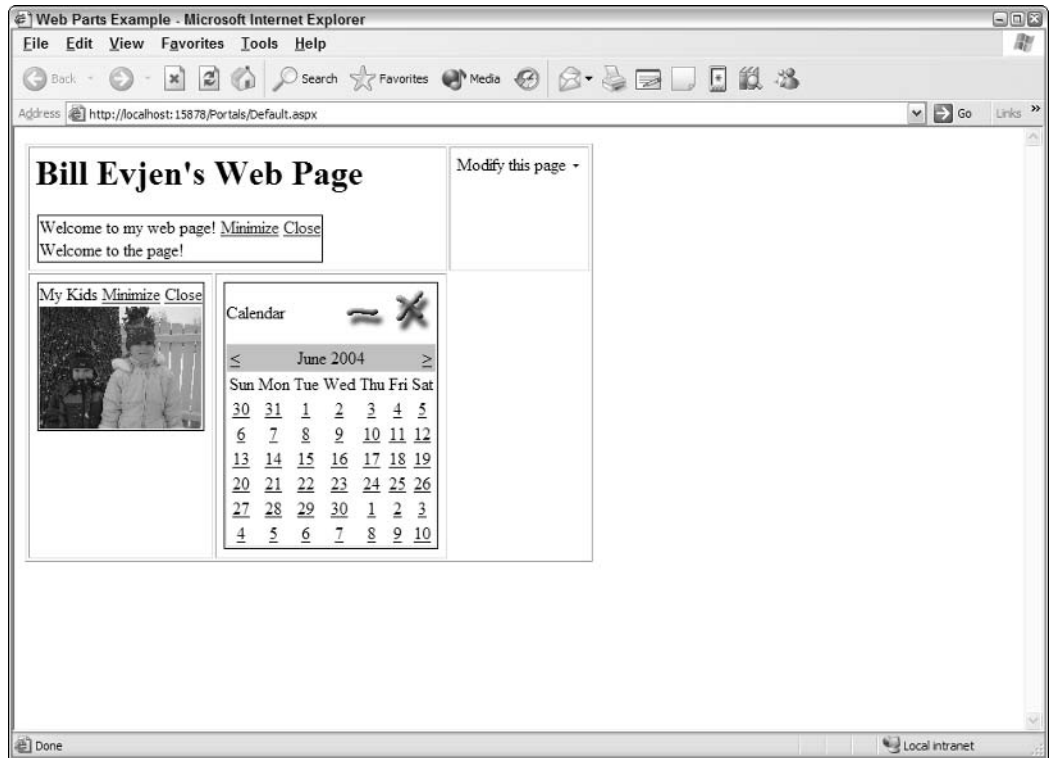 Web Parts Example - Microsoft Internet Explorer
File Edit View Favorites Tools Help
Back Search Favorites Media
Address http://localhost:15878/Portals/Default.aspx Go Links »
Bill Evjen's Web Page
Modify this page
Welcome to my web page! Minimize Close
Welcome to the page!
My Kids Minimize Close
Calendar
< June 2004 >
Sun Mon Tue Wed Thu Fri Sat
30 31 1 2 3 4 5
6 7 8 9 10 11 12
13 14 15 16 17 18 19
20 21 22 23 24 25 26
27 28 29 30 1 2 3
4 5 6 7 8 9 10
Done Local intranet